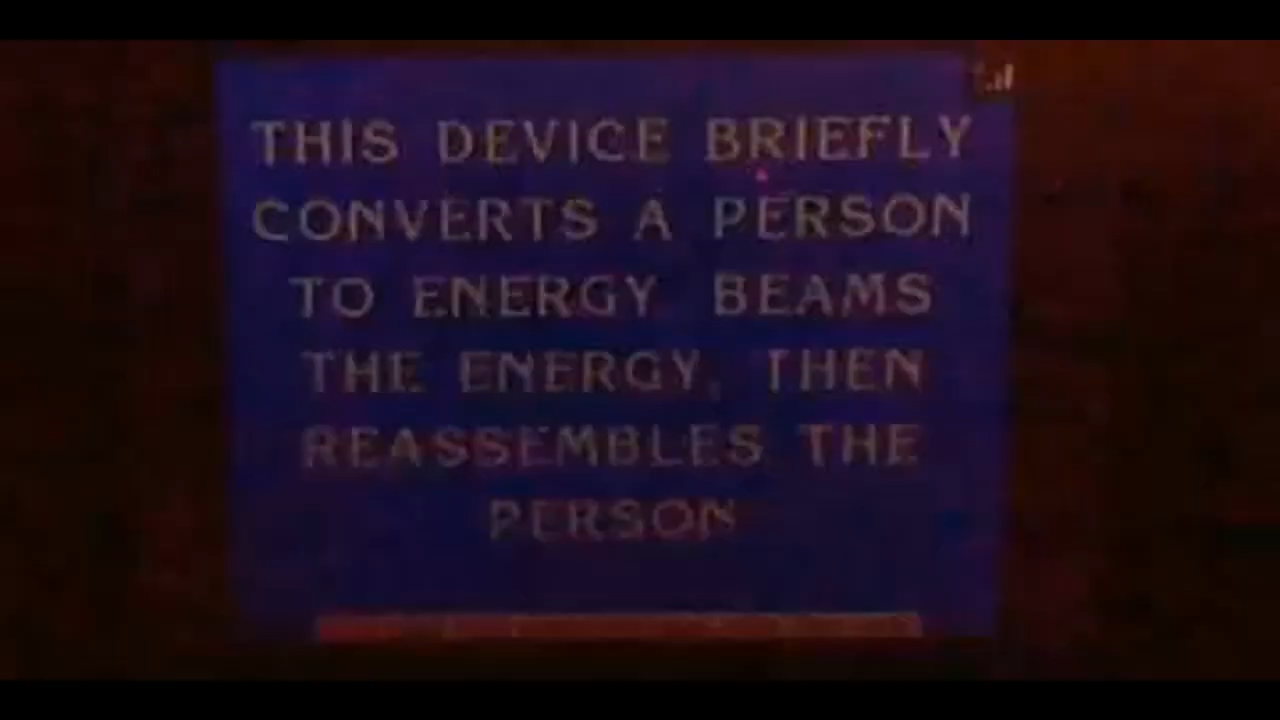 THIS DEVICE BRIEFLY
CONVERTS A PERSON
TO ENERGY BEAMS
THE ENERGY, THEN
REASSEMBLES THE
PERSON